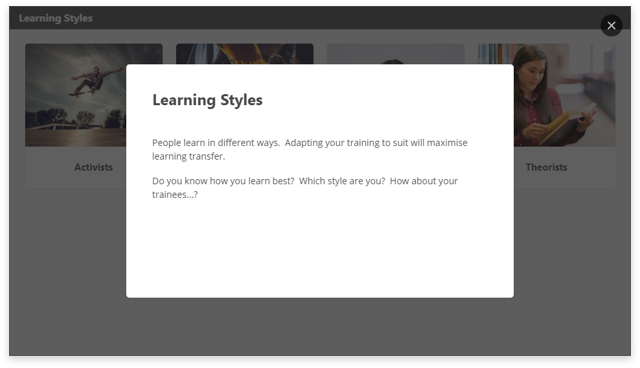 Learning Styles
Learning Styles
People learn in different ways.  Adapting your training to suit will maximise
learning transfer.
Do you know how you learn best?  Which style are you?  How about your
trainees...?
Activists
Theorists